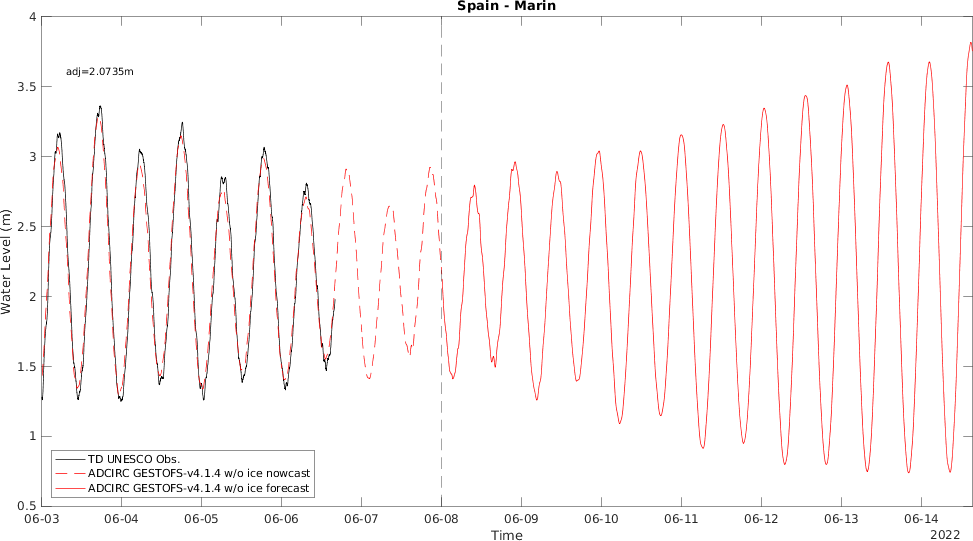 Spain - Marin
4
3.5
3
2.5
2
1.5
1
0.5
Water Level (m)
adj=2.0735m
TD UNESCO Obs.
ADCIRC GESTOFS-v4.1.4 w/o ice nowcast
ADCIRC GESTOFS-v4.1.4 w/o ice forecast
06-03 06-04 06-05 06-06 06-07 06-08 06-09 06-10 06-11 06-12 06-13 06-14
2022
Time